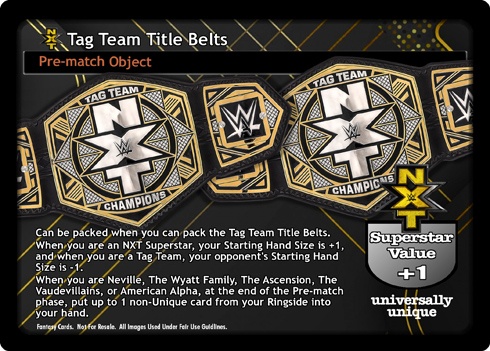 NXT Tag Team Title Belts
Pre-match Object
TAG TEAM
NXT
CHAMPIONS
W
TAG TEAM
NXT
CHAMPIONS
W
Can be packed when you can pack the Tag Team Title Belts.
When you are an NXT Superstar, your Starting Hand Size is +1,
and when you are a Tag Team, your opponent's Starting Hand
Size is -1.
When you are Neville, The Wyatt Family, The Ascension, The
Vaudevillains, or American Alpha, at the end of the Pre-match
phase, put up to 1 non-Unique card from your Ringside into
your hand.
NXT
Superstar
Value
+1
universally
unique
Fantasy Cards. Not For Resale. All Images Used Under Fair Use Guidlines.